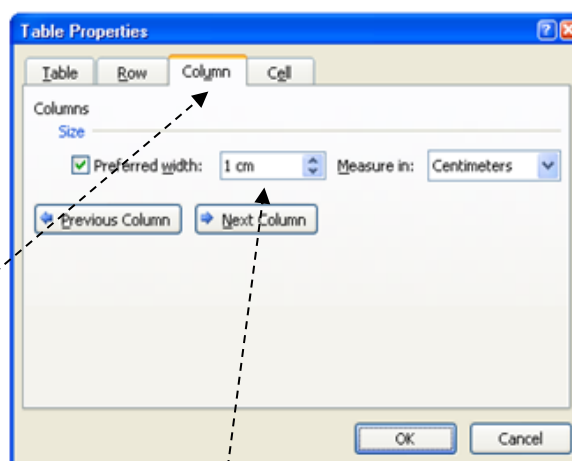 Table Properties
Table Row Column Cell
Columns
Size
Preferred width: 1 cm Measure in: Centimeters
Previous Column Next Column
OK Cancel